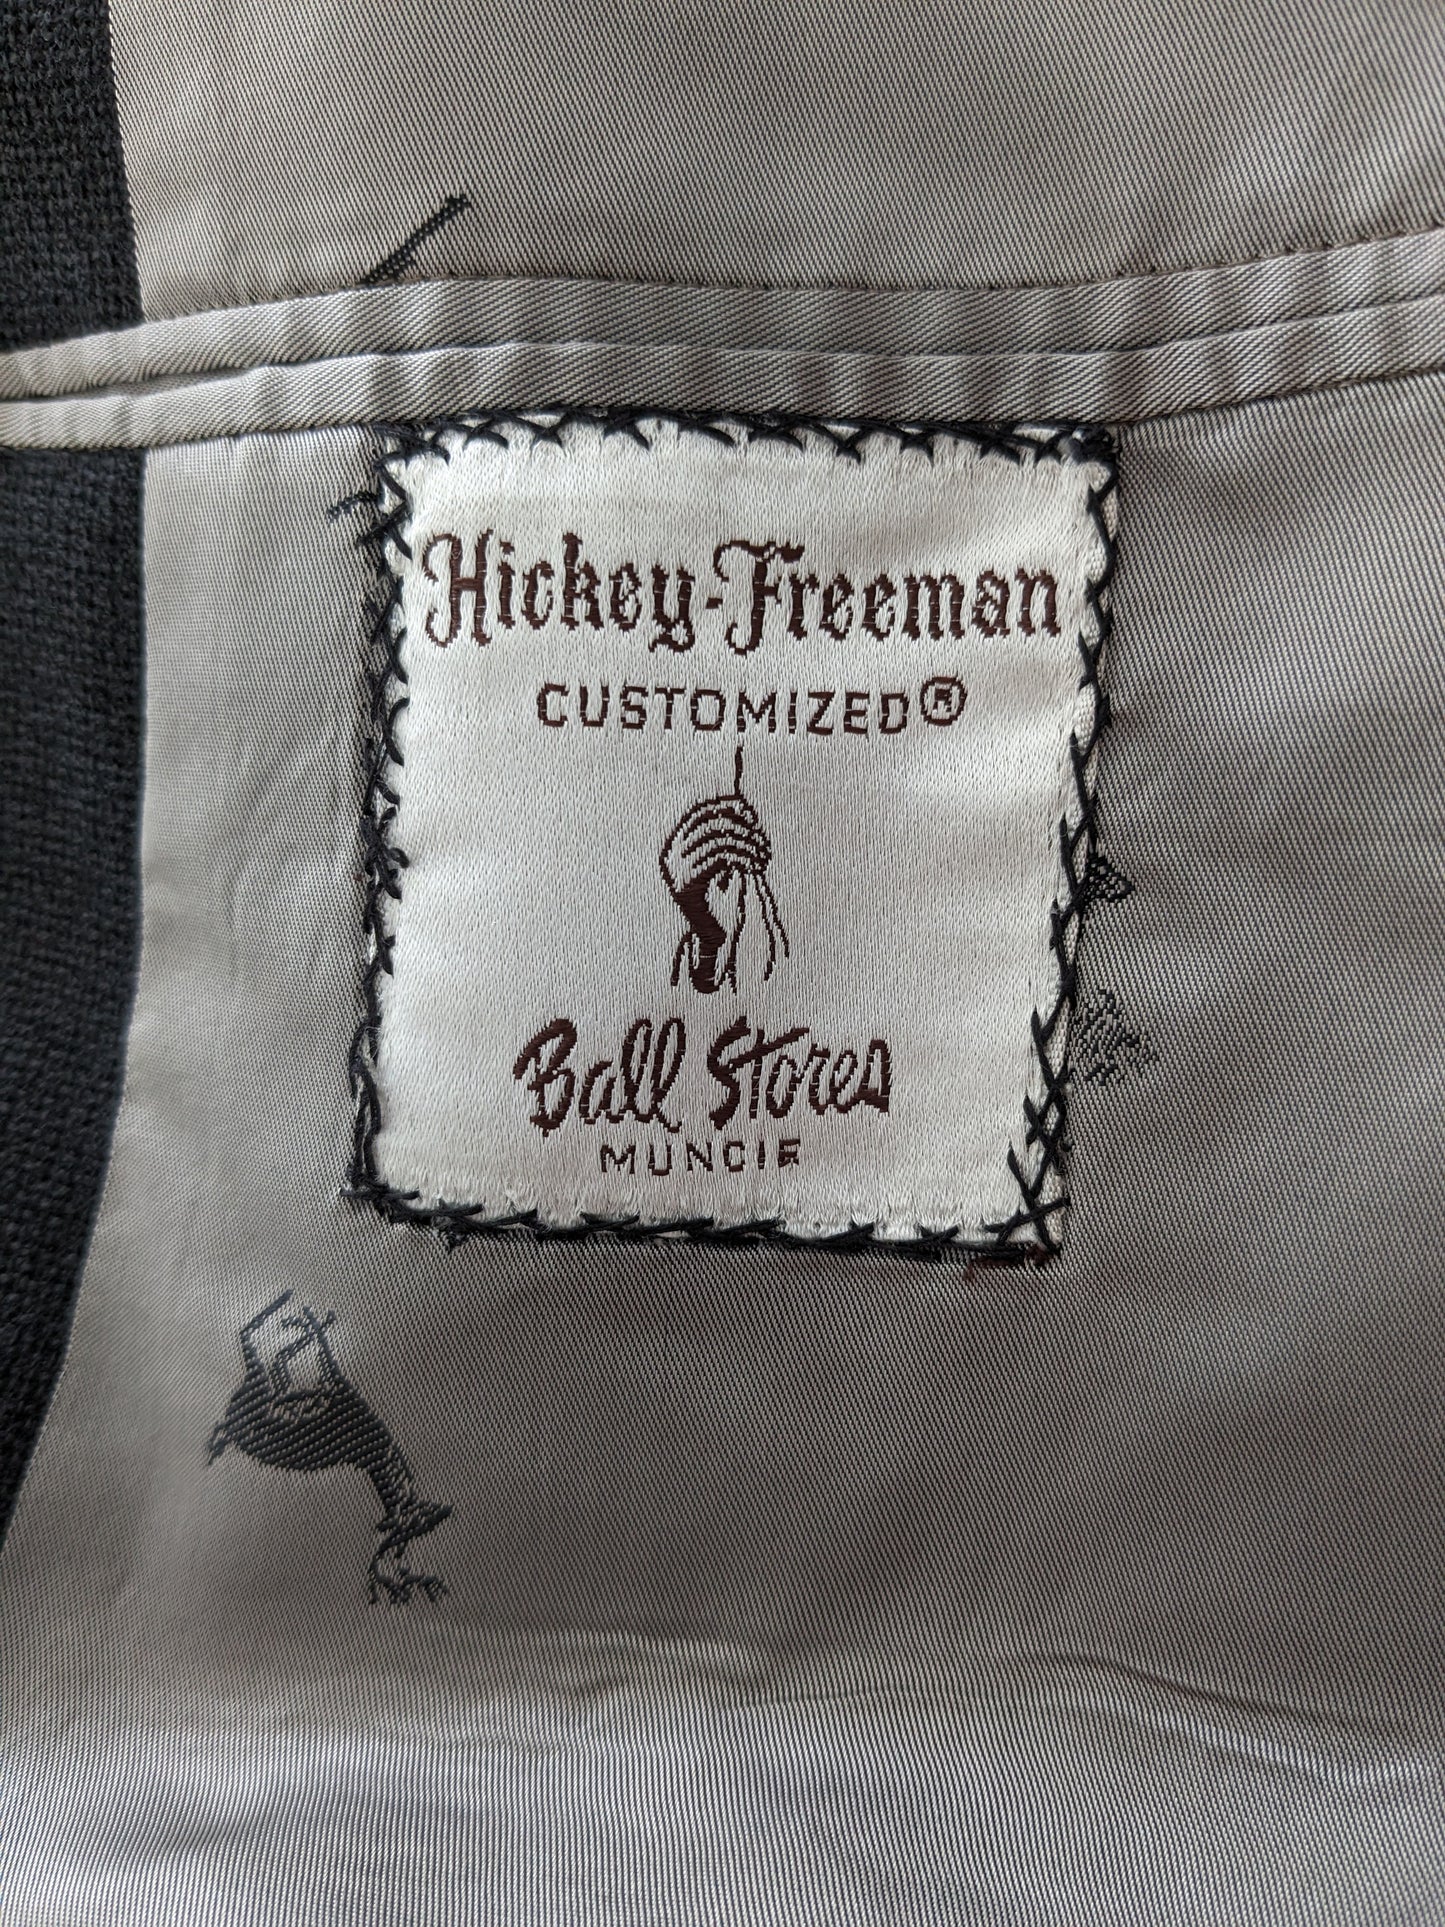 Hickey-Freeman
CUSTOMIZED®
Ball Stores
MUNCIE